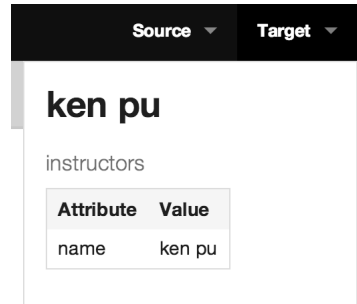 Source Target
ken pu
instructors
Attribute Value
name ken pu